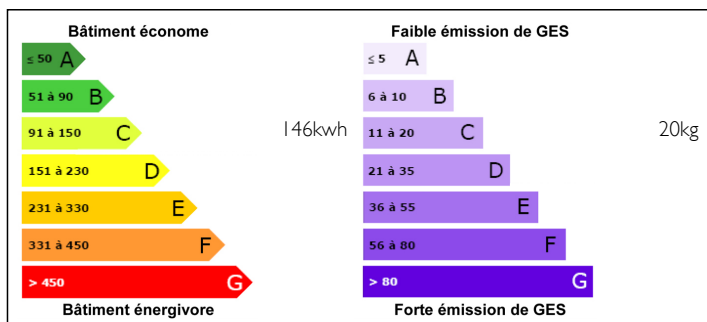 Bâtiment économe
≤ 50 A
51 à 90 B
91 à 150 C
146kwh
151 à 230 D
231 à 330 E
331 à 450 F
> 450 G
Bâtiment énergivore
Faible émission de GES
≤ 5 A
6 à 10 B
11 à 20 C
20kg
21 à 35 D
36 à 55 E
56 à 80 F
> 80 G
Forte émission de GES